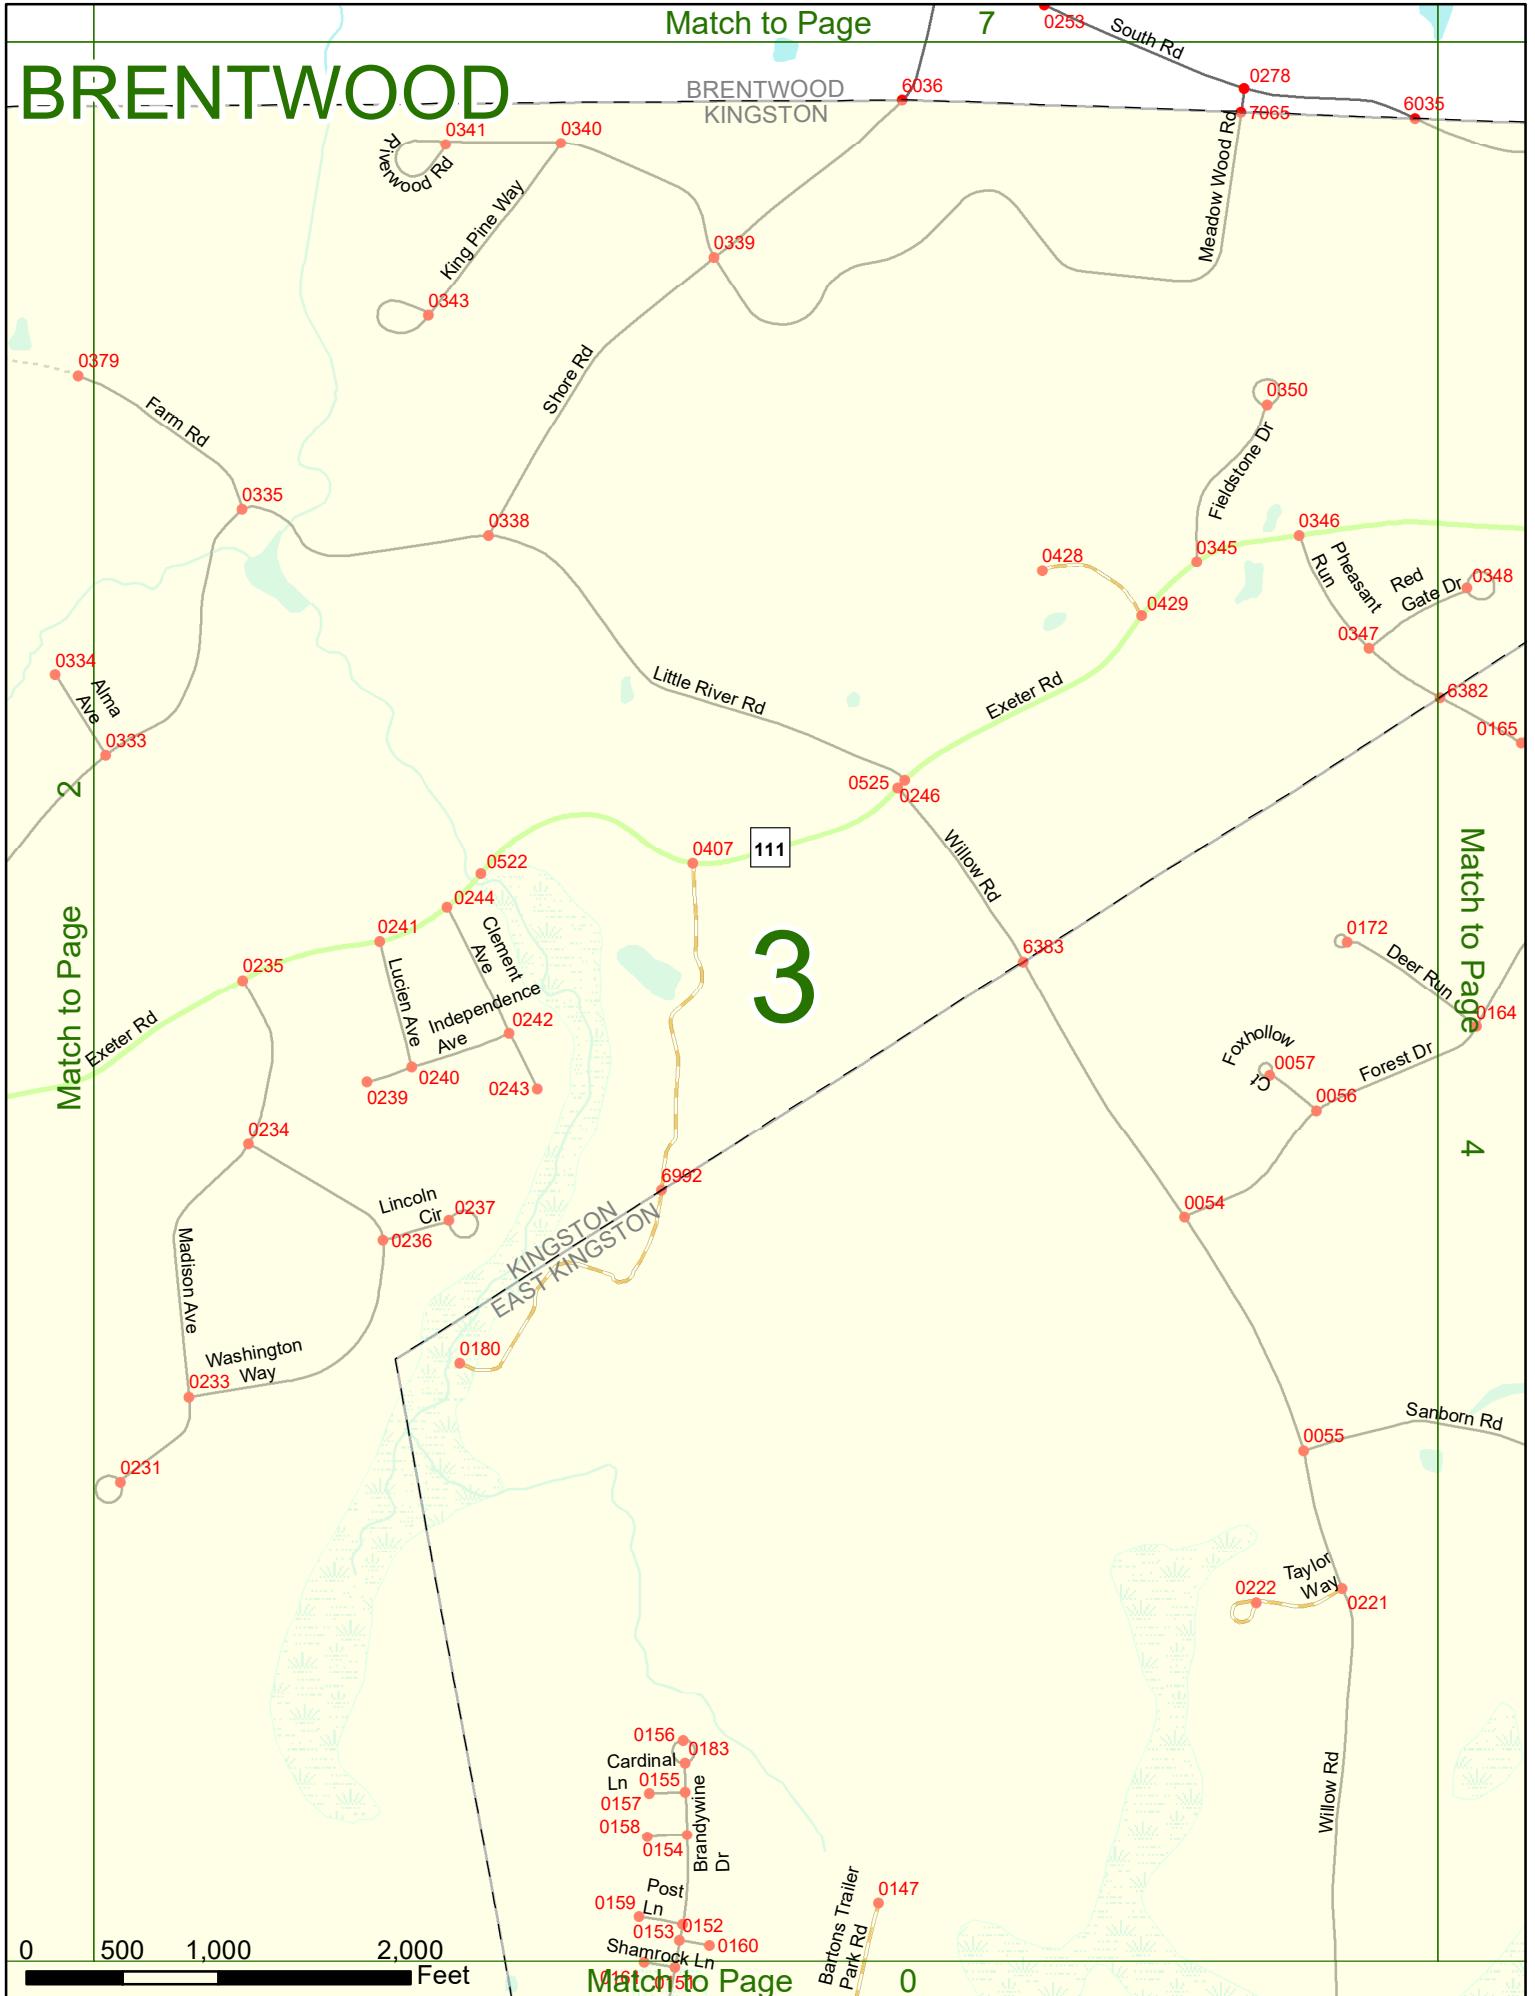 Match to Page 7
0253
South Rd
BRENTWOOD
BRENTWOOD
KINGSTON
6036
0278
7065
6035
0341
0340
Riverwood Rd
King Pine Way
Meadow Wood Rd
0339
0343
0379
Shore Rd
Farm Rd
0350
Fieldstone Dr
0335
0338
0346
0345
0428
Pheasant
Run
Red
Gate Dr
0348
0429
0347
0334
Alma
Ave
Little River Rd
Exeter Rd
6382
0165
0333
2
0525
0246
111
0407
Willow Rd
0522
0244
0241
Clement
Ave
Match to Page
Match to Page
3
6383
0172
Deer Run
0235
Lucien Ave
Independence
Ave
0242
0164
Exeter Rd
Foxhollow
Ct
0057
Forest Dr
0240
0239
0243
0056
0234
4
6992
Lincoln
Cir
0237
0236
0054
KINGSTON
EAST KINGSTON
Madison Ave
0180
Washington
Way
0233
Sanborn Rd
0055
0231
Taylor
Way
0222
0221
0156
0183
Cardinal
Ln
0155
0157
Brandywine
Dr
Willow Rd
0158
0154
Post
Ln
0159
0152
0153
0160
0147
Bartons Trailer
Park Rd
Shamrock Ln
0151
0 500 1,000 2,000
Feet
Match to Page 0